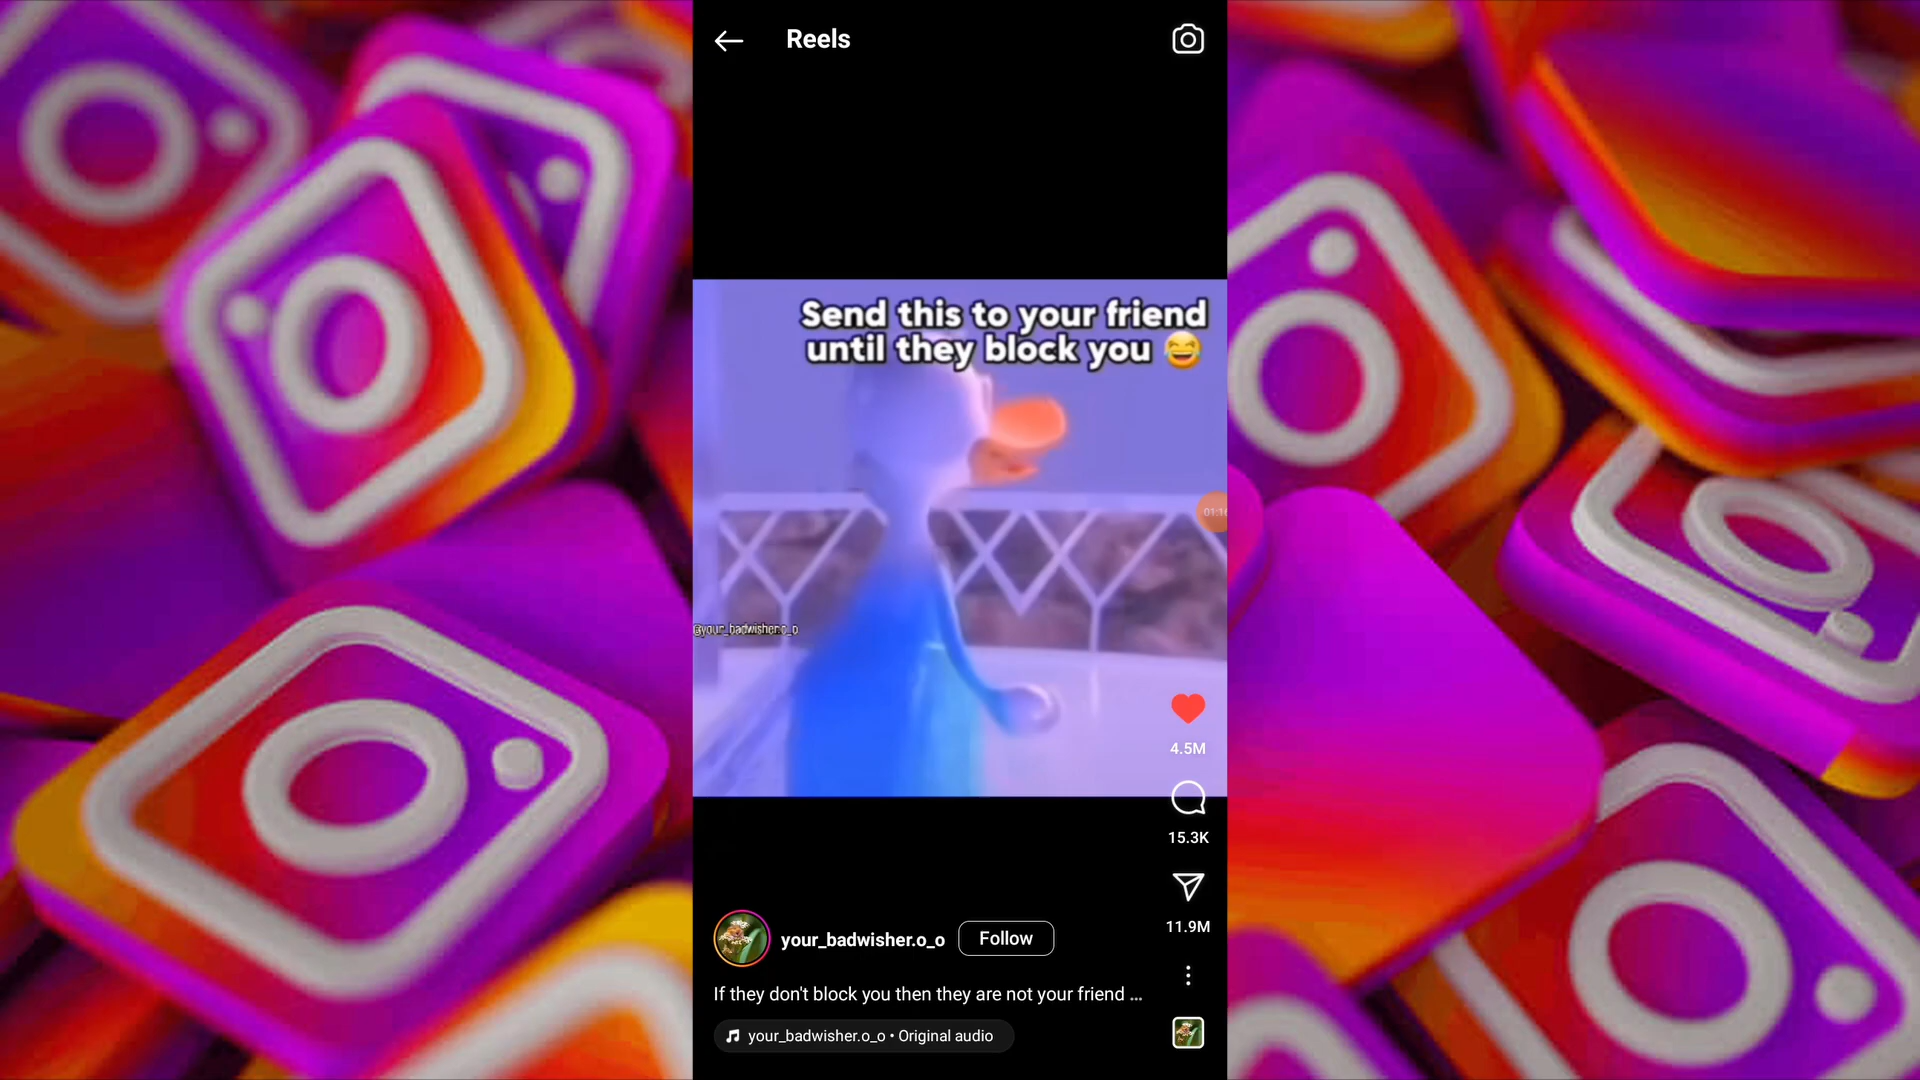 Reels
Send this to your friend
until they block you 😂
@your_badwisher.o_o
4.5M
15.3K
11.9M
your_badwisher.o_o
Follow
If they don't block you then they are not your friend ...
your_badwisher.o_o • Original audio